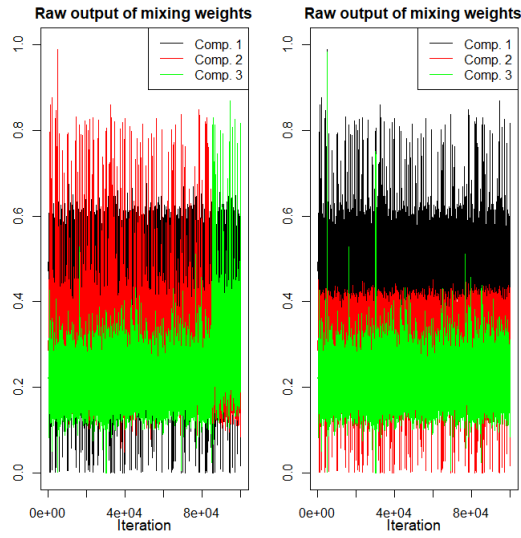 Raw output of mixing weights
Comp. 1
Comp. 2
Comp. 3
1.0
0.8
0.6
0.4
0.2
0.0
0e+00
4e+04
8e+04
Iteration
Raw output of mixing weights
Comp. 1
Comp. 2
Comp. 3
1.0
0.8
0.6
0.4
0.2
0.0
0e+00
4e+04
8e+04
Iteration